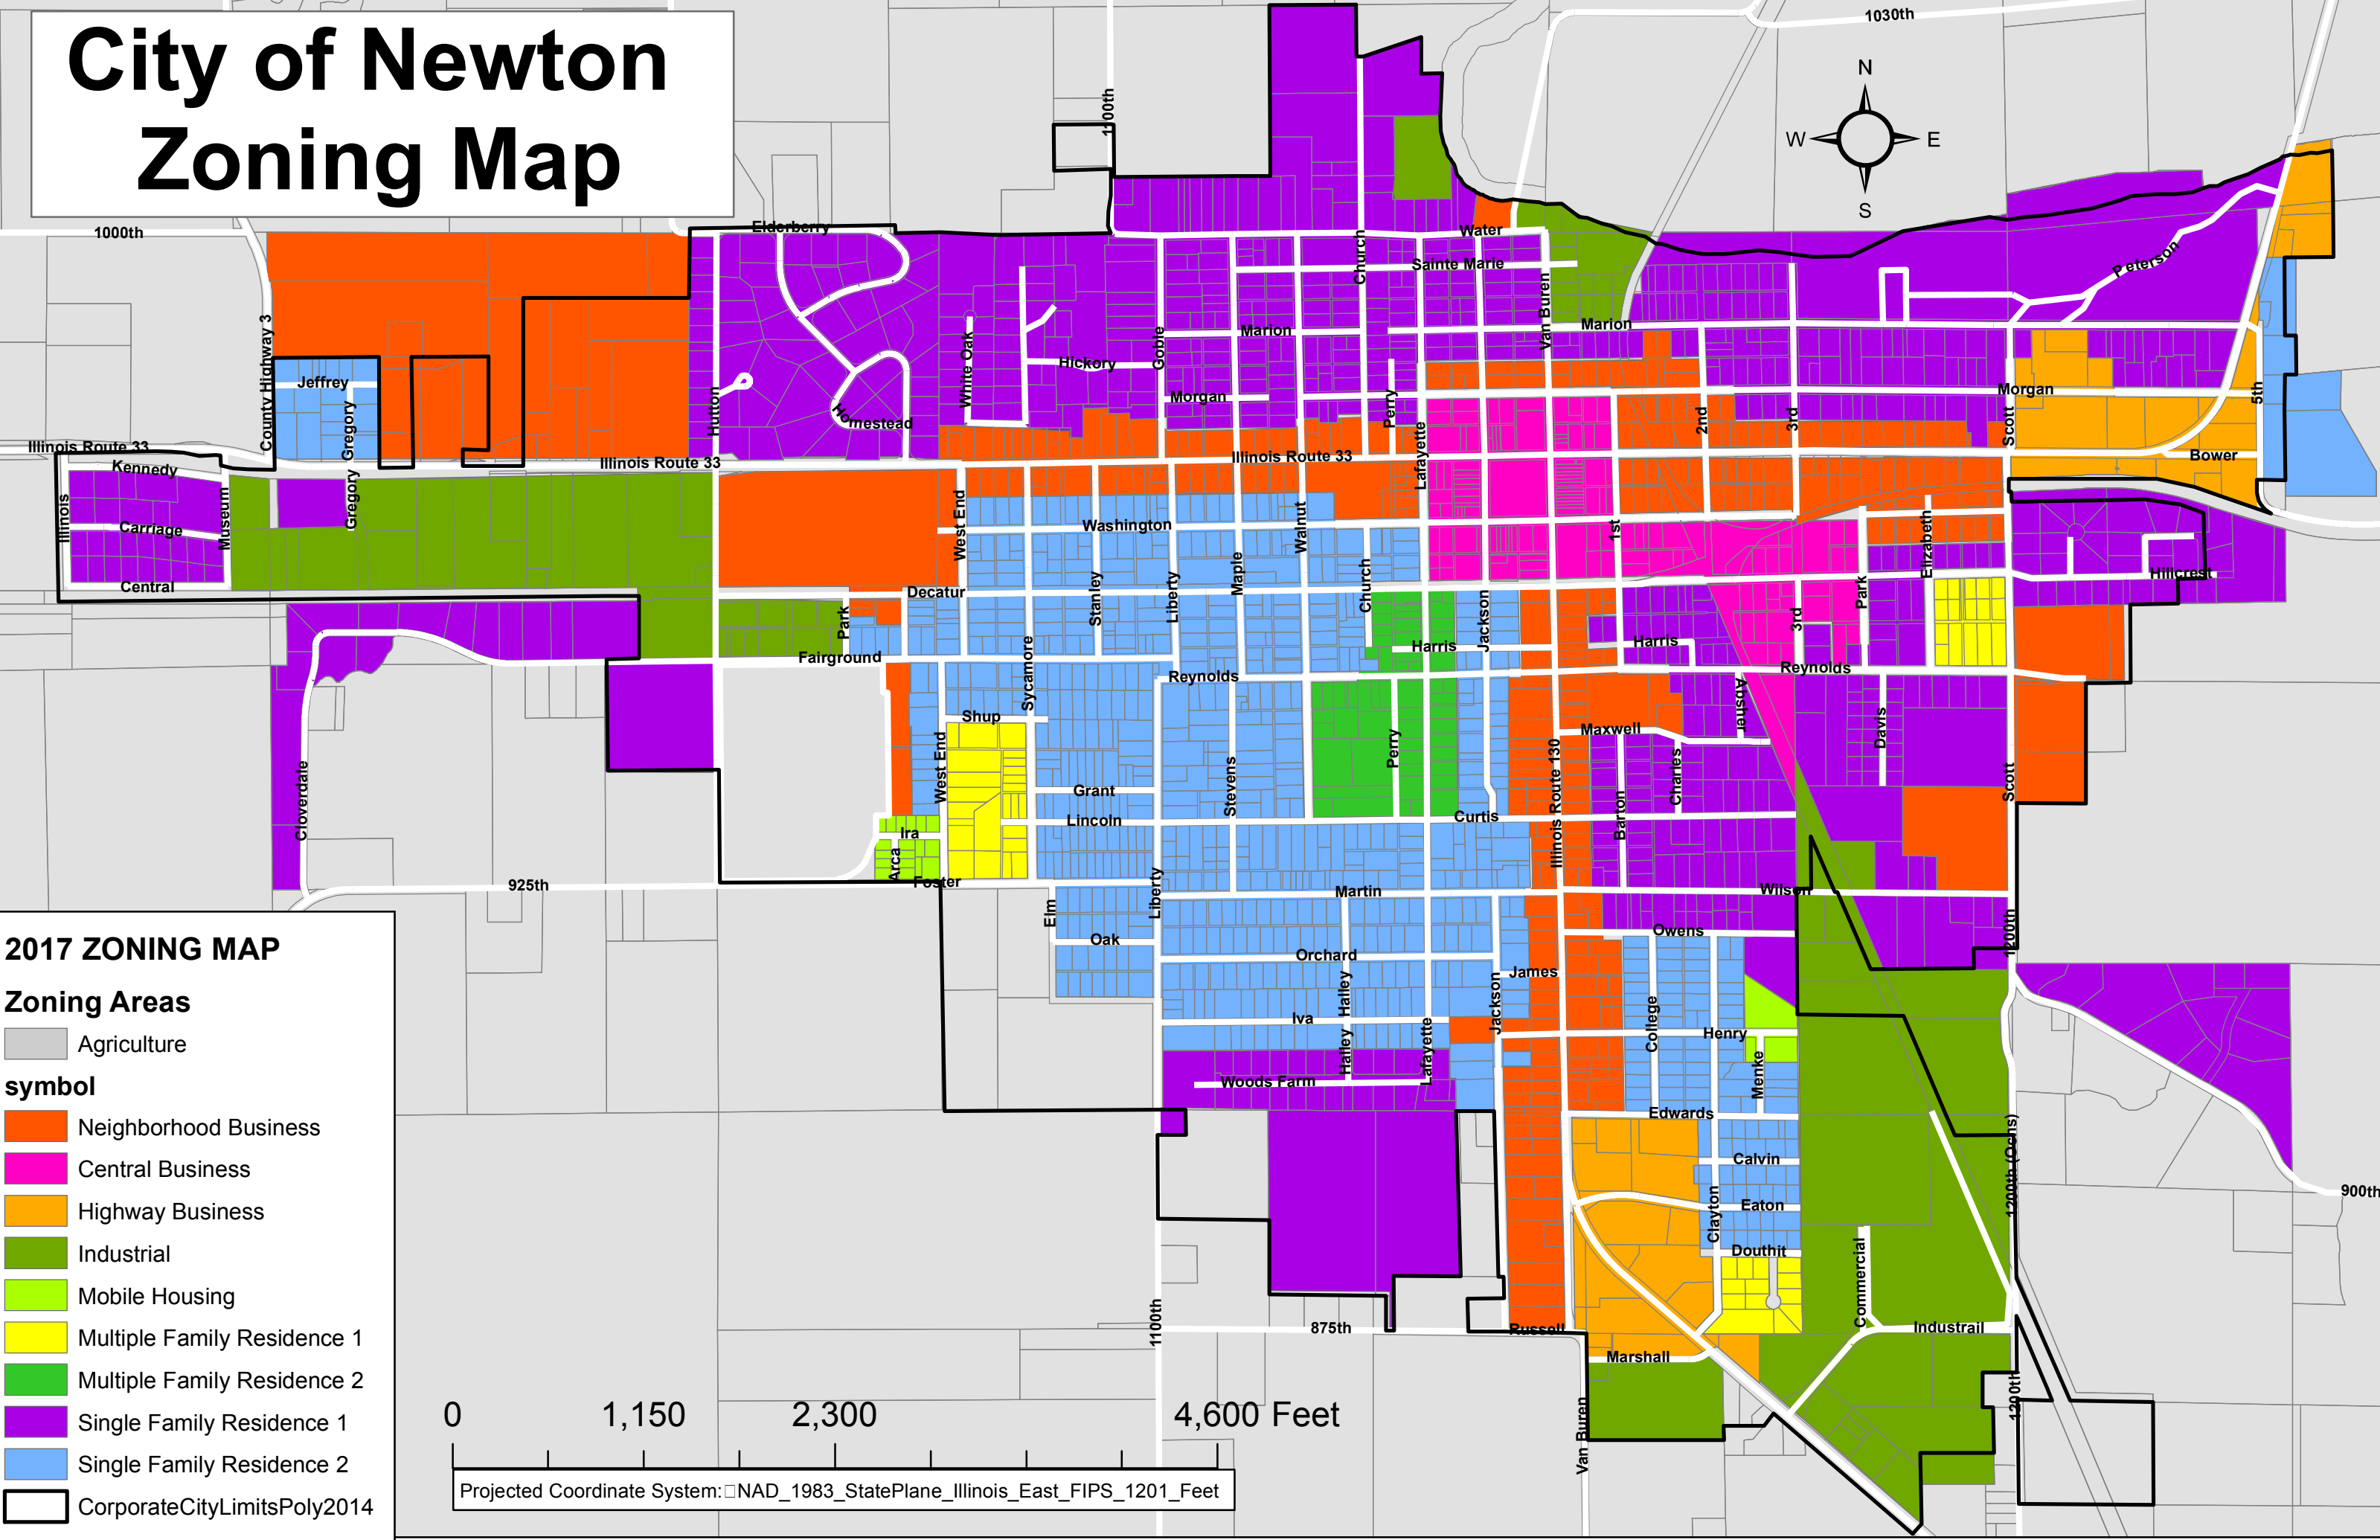 City of Newton
Zoning Map
N
W
E
S
1030th
1100th
1000th
Elderberry
Water
Sainte Marie
Church
Van Buren
Peterson
County Highway 3
Jeffrey
Gregory
Hutton
Homestead
White Oak
Hickory
Goble
Marion
Marion
Morgan
Perry
Lafayette
2nd
3rd
Morgan
Scott
5th
Bower
Illinois Route 33
Illinois Route 33
Illinois Route 33
Kennedy
Illinois
Carriage
Museum
Gregory
Central
West End
Washington
Walnut
1st
Elizabeth
Hillcrest
Decatur
Park
Stanley
Liberty
Maple
Church
Jackson
Harris
Harris
3rd
Park
Fairground
Sycamore
Reynolds
Reynolds
Absher
Shup
West End
Stevens
Perry
Maxwell
Davis
Cloverdale
Grant
Illinois Route 130
Charles
Scott
Lincoln
Curtis
Barton
Ira
Arca
925th
Foster
Liberty
Martin
Wilson
Elm
Oak
Orchard
Owens
1200th
James
Halley
Jackson
College
Iva
Henry
Halley
Lafayette
Menke
Woods Farm
Edwards
Calvin
1200th (Ochs)
Eaton
Clayton
900th
Douthit
Commercial
1100th
875th
Russell
Industrail
Marshall
Van Buren
1200th
2017 ZONING MAP
Zoning Areas
Agriculture
symbol
Neighborhood Business
Central Business
Highway Business
Industrial
Mobile Housing
Multiple Family Residence 1
Multiple Family Residence 2
Single Family Residence 1
Single Family Residence 2
CorporateCityLimitsPoly2014
0 1,150 2,300 4,600 Feet
Projected Coordinate System:□NAD_1983_StatePlane_Illinois_East_FIPS_1201_Feet